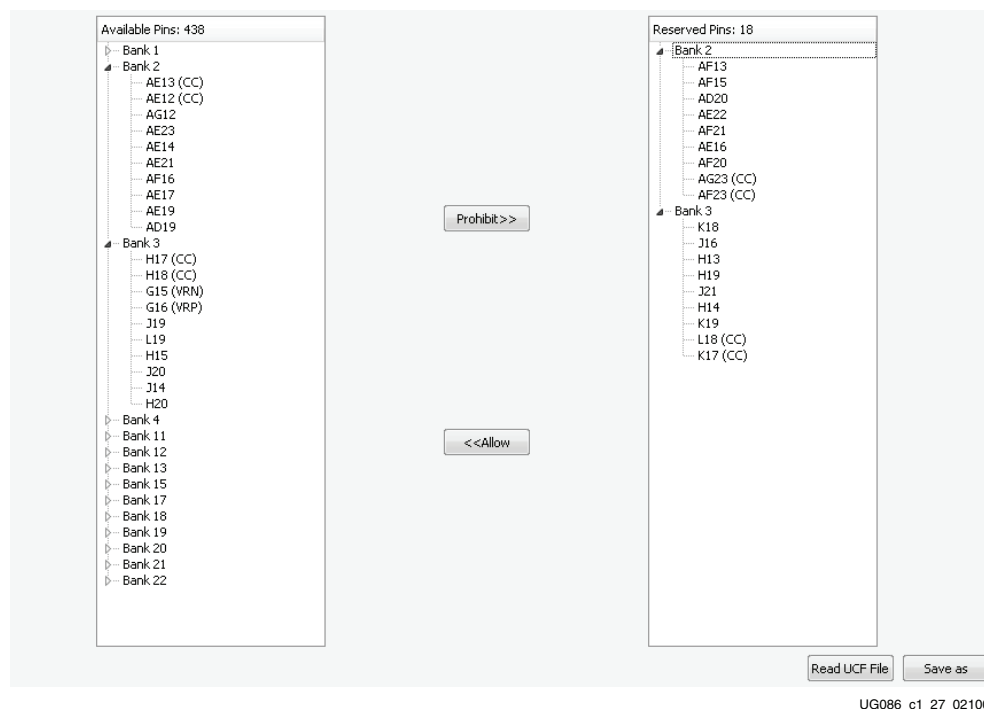 Available Pins: 438
Bank 1
Bank 2
AE13 (CC)
AE12 (CC)
AG12
AE23
AE14
AE21
AF16
AE17
AE19
AD19
Bank 3
H17 (CC)
H18 (CC)
G15 (VRN)
G16 (VRP)
J19
L19
H15
J20
J14
H20
Bank 4
Bank 11
Bank 12
Bank 13
Bank 15
Bank 17
Bank 18
Bank 19
Bank 20
Bank 21
Bank 22
Prohibit>>
<<Allow
Reserved Pins: 18
Bank 2
AF13
AF15
AD20
AE22
AF21
AE16
AF20
AG23 (CC)
AF23 (CC)
Bank 3
K18
J16
H13
H19
J21
H14
K19
L18 (CC)
K17 (CC)
Read UCF File
Save as
UG086_c1_27_02100